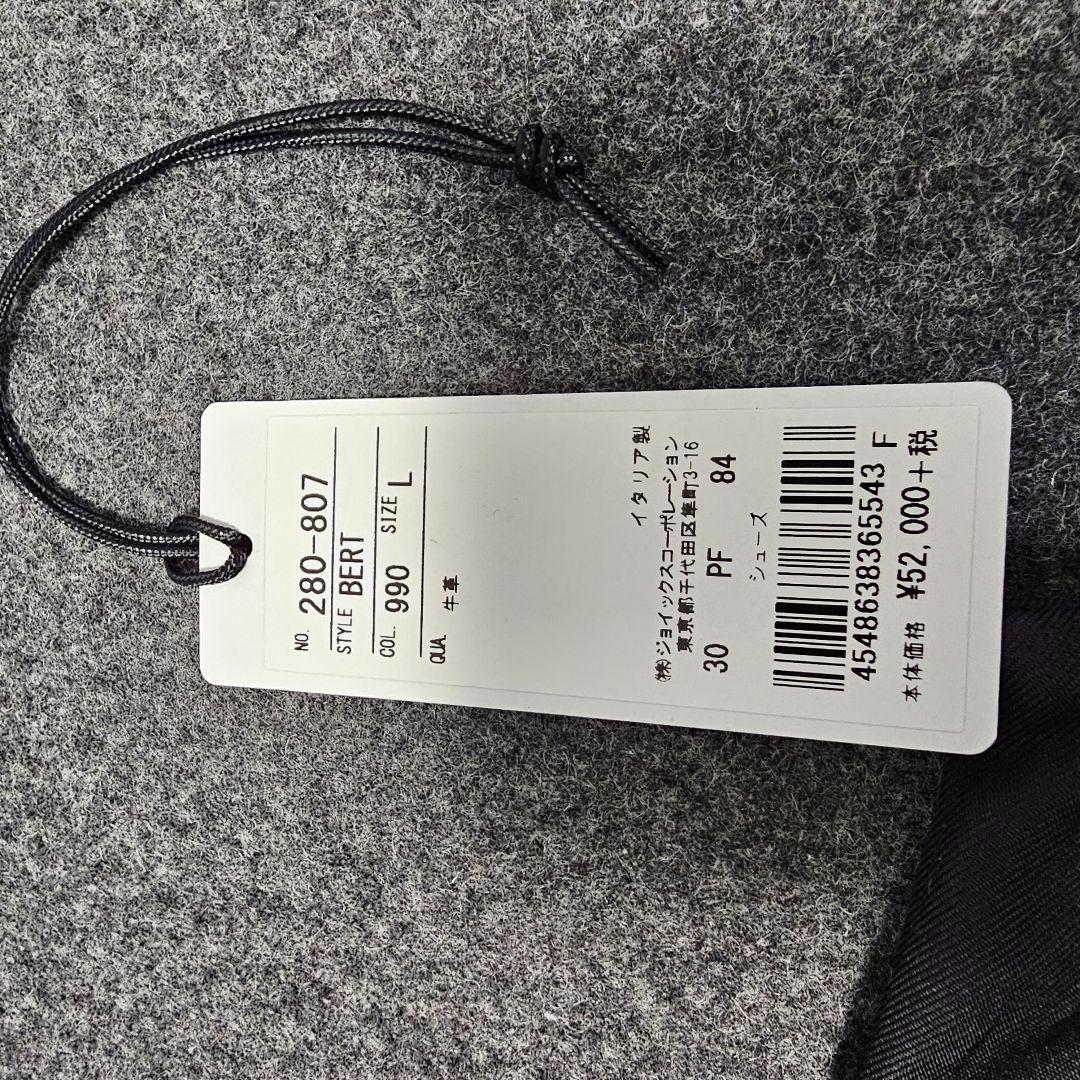 NO. 280-807
STYLE BERT
COL. 990 SIZE L
QUA. 牛革
イタリア製
㈱ジョイックスコーポレーション
東京都千代田区隼町3-16
30 PF 84
シューズ
4548638365543 F
本体価格 ¥52,000+税